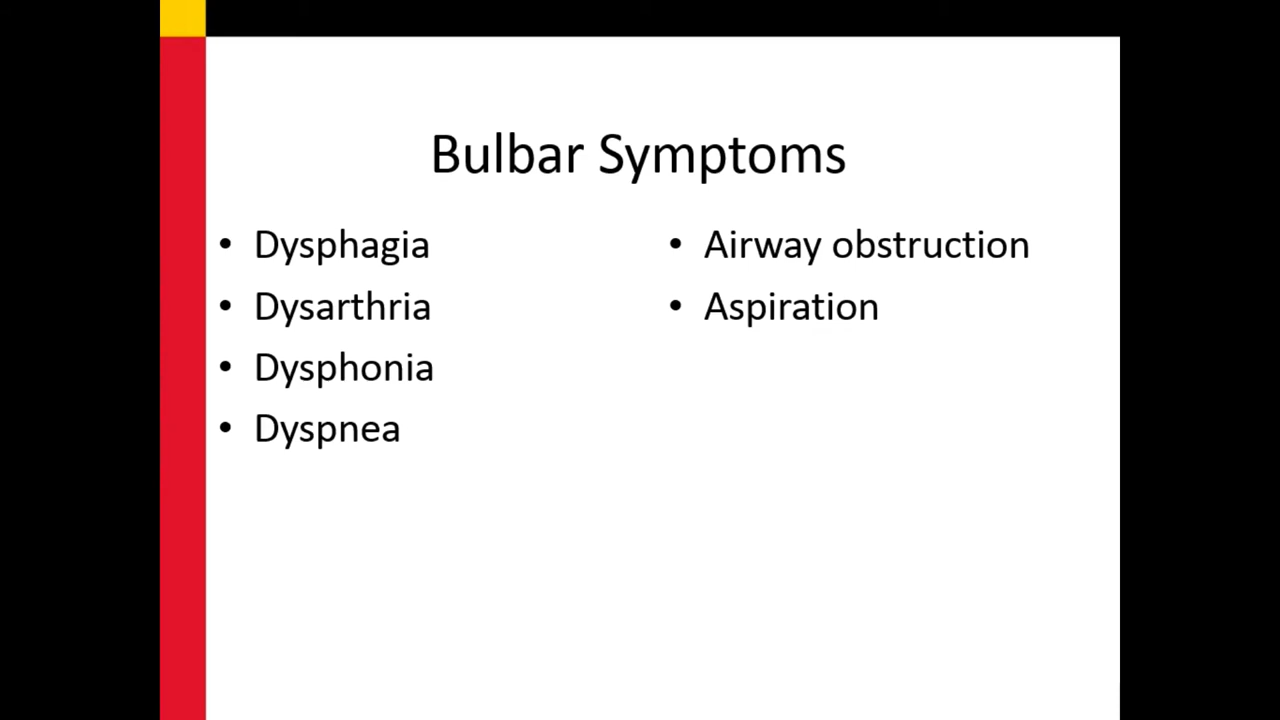 Bulbar Symptoms
• Dysphagia
• Dysarthria
• Dysphonia
• Dyspnea
• Airway obstruction
• Aspiration